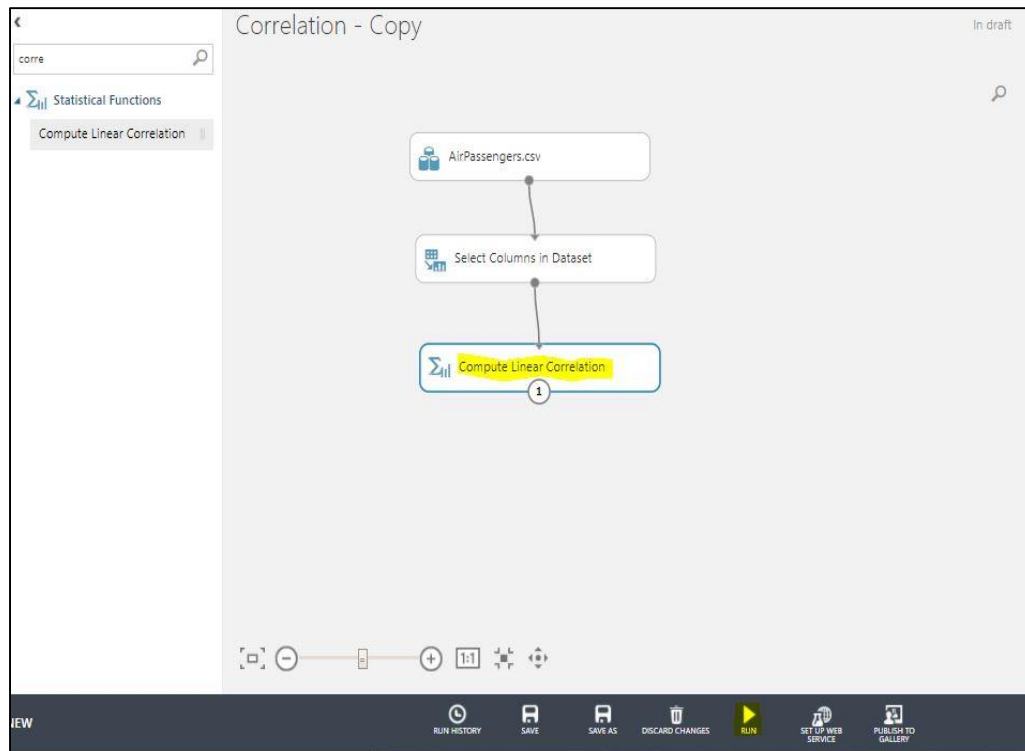 Correlation - Copy
In draft
corre
Statistical Functions
Compute Linear Correlation
AirPassengers.csv
Select Columns in Dataset
Compute Linear Correlation
1
1:1
IEW
RUN HISTORY
SAVE
SAVE AS
DISCARD CHANGES
RUN
SET UP WEB
SERVICE
PUBLISH TO
GALLERY